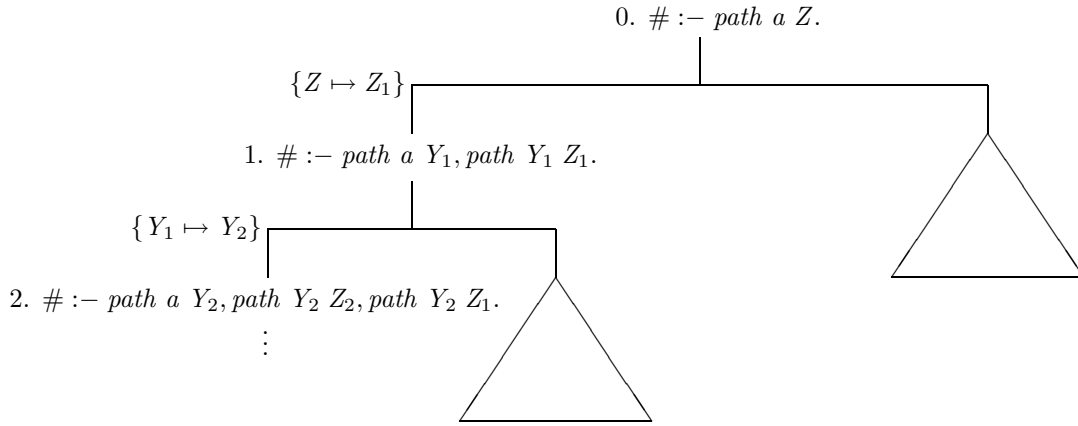 0. # :− path a Z.
{Z ↦ Z₁}
1. # :− path a Y₁, path Y₁ Z₁.
{Y₁ ↦ Y₂}
2. # :− path a Y₂, path Y₂ Z₂, path Y₂ Z₁.
⋮